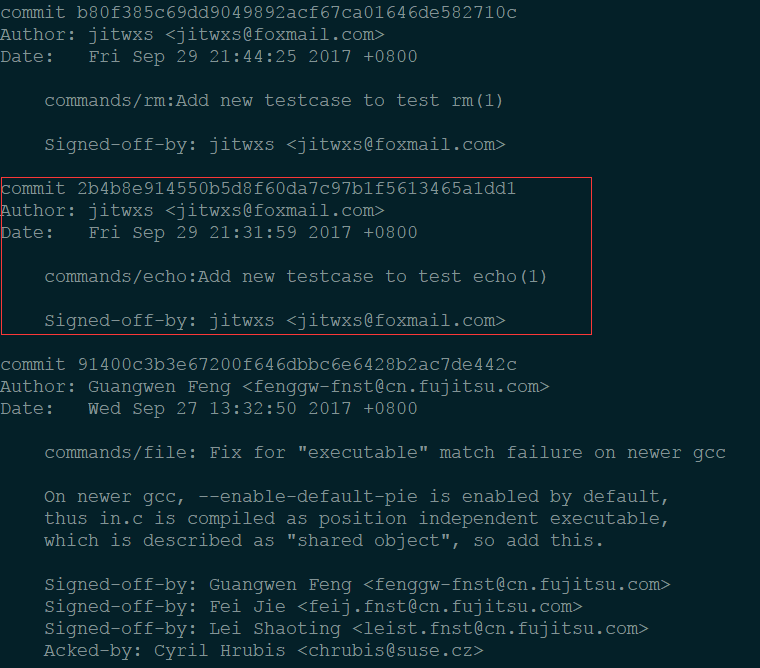 commit b80f385c69dd9049892acf67ca01646de582710c
Author: jitwxs <jitwxs@foxmail.com>
Date:   Fri Sep 29 21:44:25 2017 +0800
commands/rm:Add new testcase to test rm(1)
Signed-off-by: jitwxs <jitwxs@foxmail.com>
commit 2b4b8e914550b5d8f60da7c97b1f5613465a1dd1
Author: jitwxs <jitwxs@foxmail.com>
Date:   Fri Sep 29 21:31:59 2017 +0800
commands/echo:Add new testcase to test echo(1)
Signed-off-by: jitwxs <jitwxs@foxmail.com>
commit 91400c3b3e67200f646dbbc6e6428b2ac7de442c
Author: Guangwen Feng <fenggw-fnst@cn.fujitsu.com>
Date:   Wed Sep 27 13:32:50 2017 +0800
commands/file: Fix for "executable" match failure on newer gcc
On newer gcc, --enable-default-pie is enabled by default,
thus in.c is compiled as position independent executable,
which is described as "shared object", so add this.
Signed-off-by: Guangwen Feng <fenggw-fnst@cn.fujitsu.com>
Signed-off-by: Fei Jie <feij.fnst@cn.fujitsu.com>
Signed-off-by: Lei Shaoting <leist.fnst@cn.fujitsu.com>
Acked-by: Cyril Hrubis <chrubis@suse.cz>